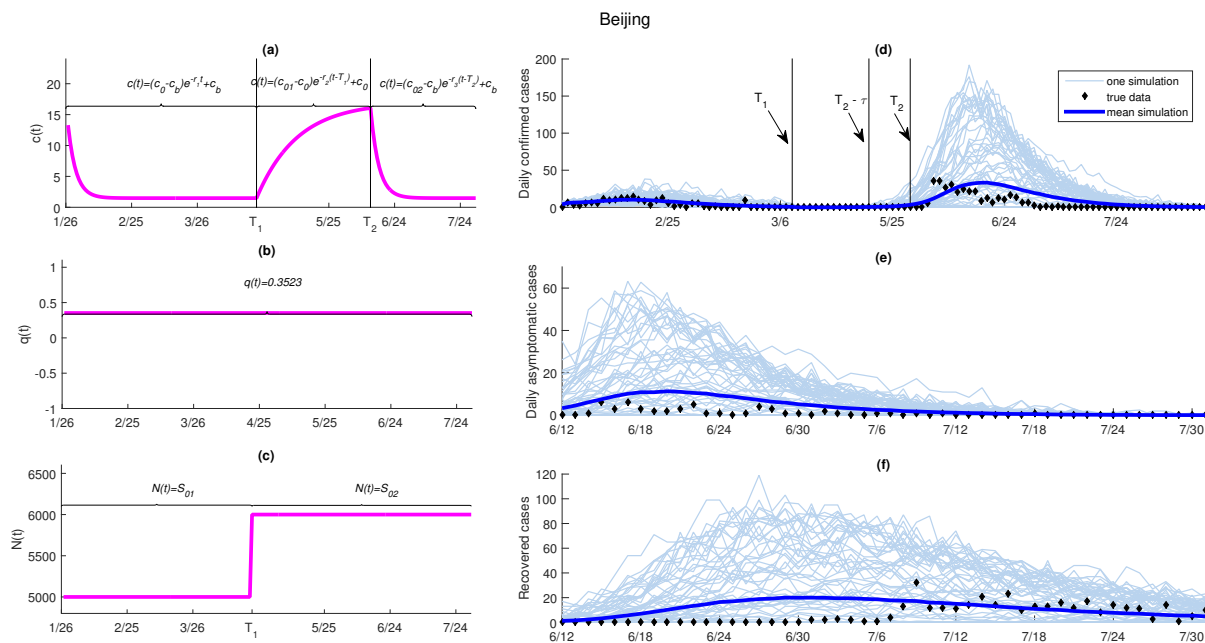 Beijing
(a)
c(t)=(c0-cb)e-r1t+cb
c(t)=(c01-c0)e-r2(t-T1)+c0
c(t)=(c02-cb)e-r3(t-T2)+cb
20
15
10
5
0
c(t)
1/26 2/25 3/26 T1 5/25 T2 6/24 7/24
(b)
q(t)=0.3523
1
0.5
0
-0.5
-1
q(t)
1/26 2/25 3/26 4/25 5/25 6/24 7/24
(c)
N(t)=S01
N(t)=S02
6500
6000
5500
5000
N(t)
1/26 2/25 3/26 T1 5/25 6/24 7/24
(d)
200
150
100
50
0
Daily confirmed cases
T1
T2 - τ
T2
one simulation
true data
mean simulation
2/25 3/6 5/25 6/24 7/24
(e)
60
40
20
0
Daily asymptomatic cases
6/12 6/18 6/24 6/30 7/6 7/12 7/18 7/24 7/30
(f)
120
100
80
60
40
20
0
Recovered cases
6/12 6/18 6/24 6/30 7/6 7/12 7/18 7/24 7/30